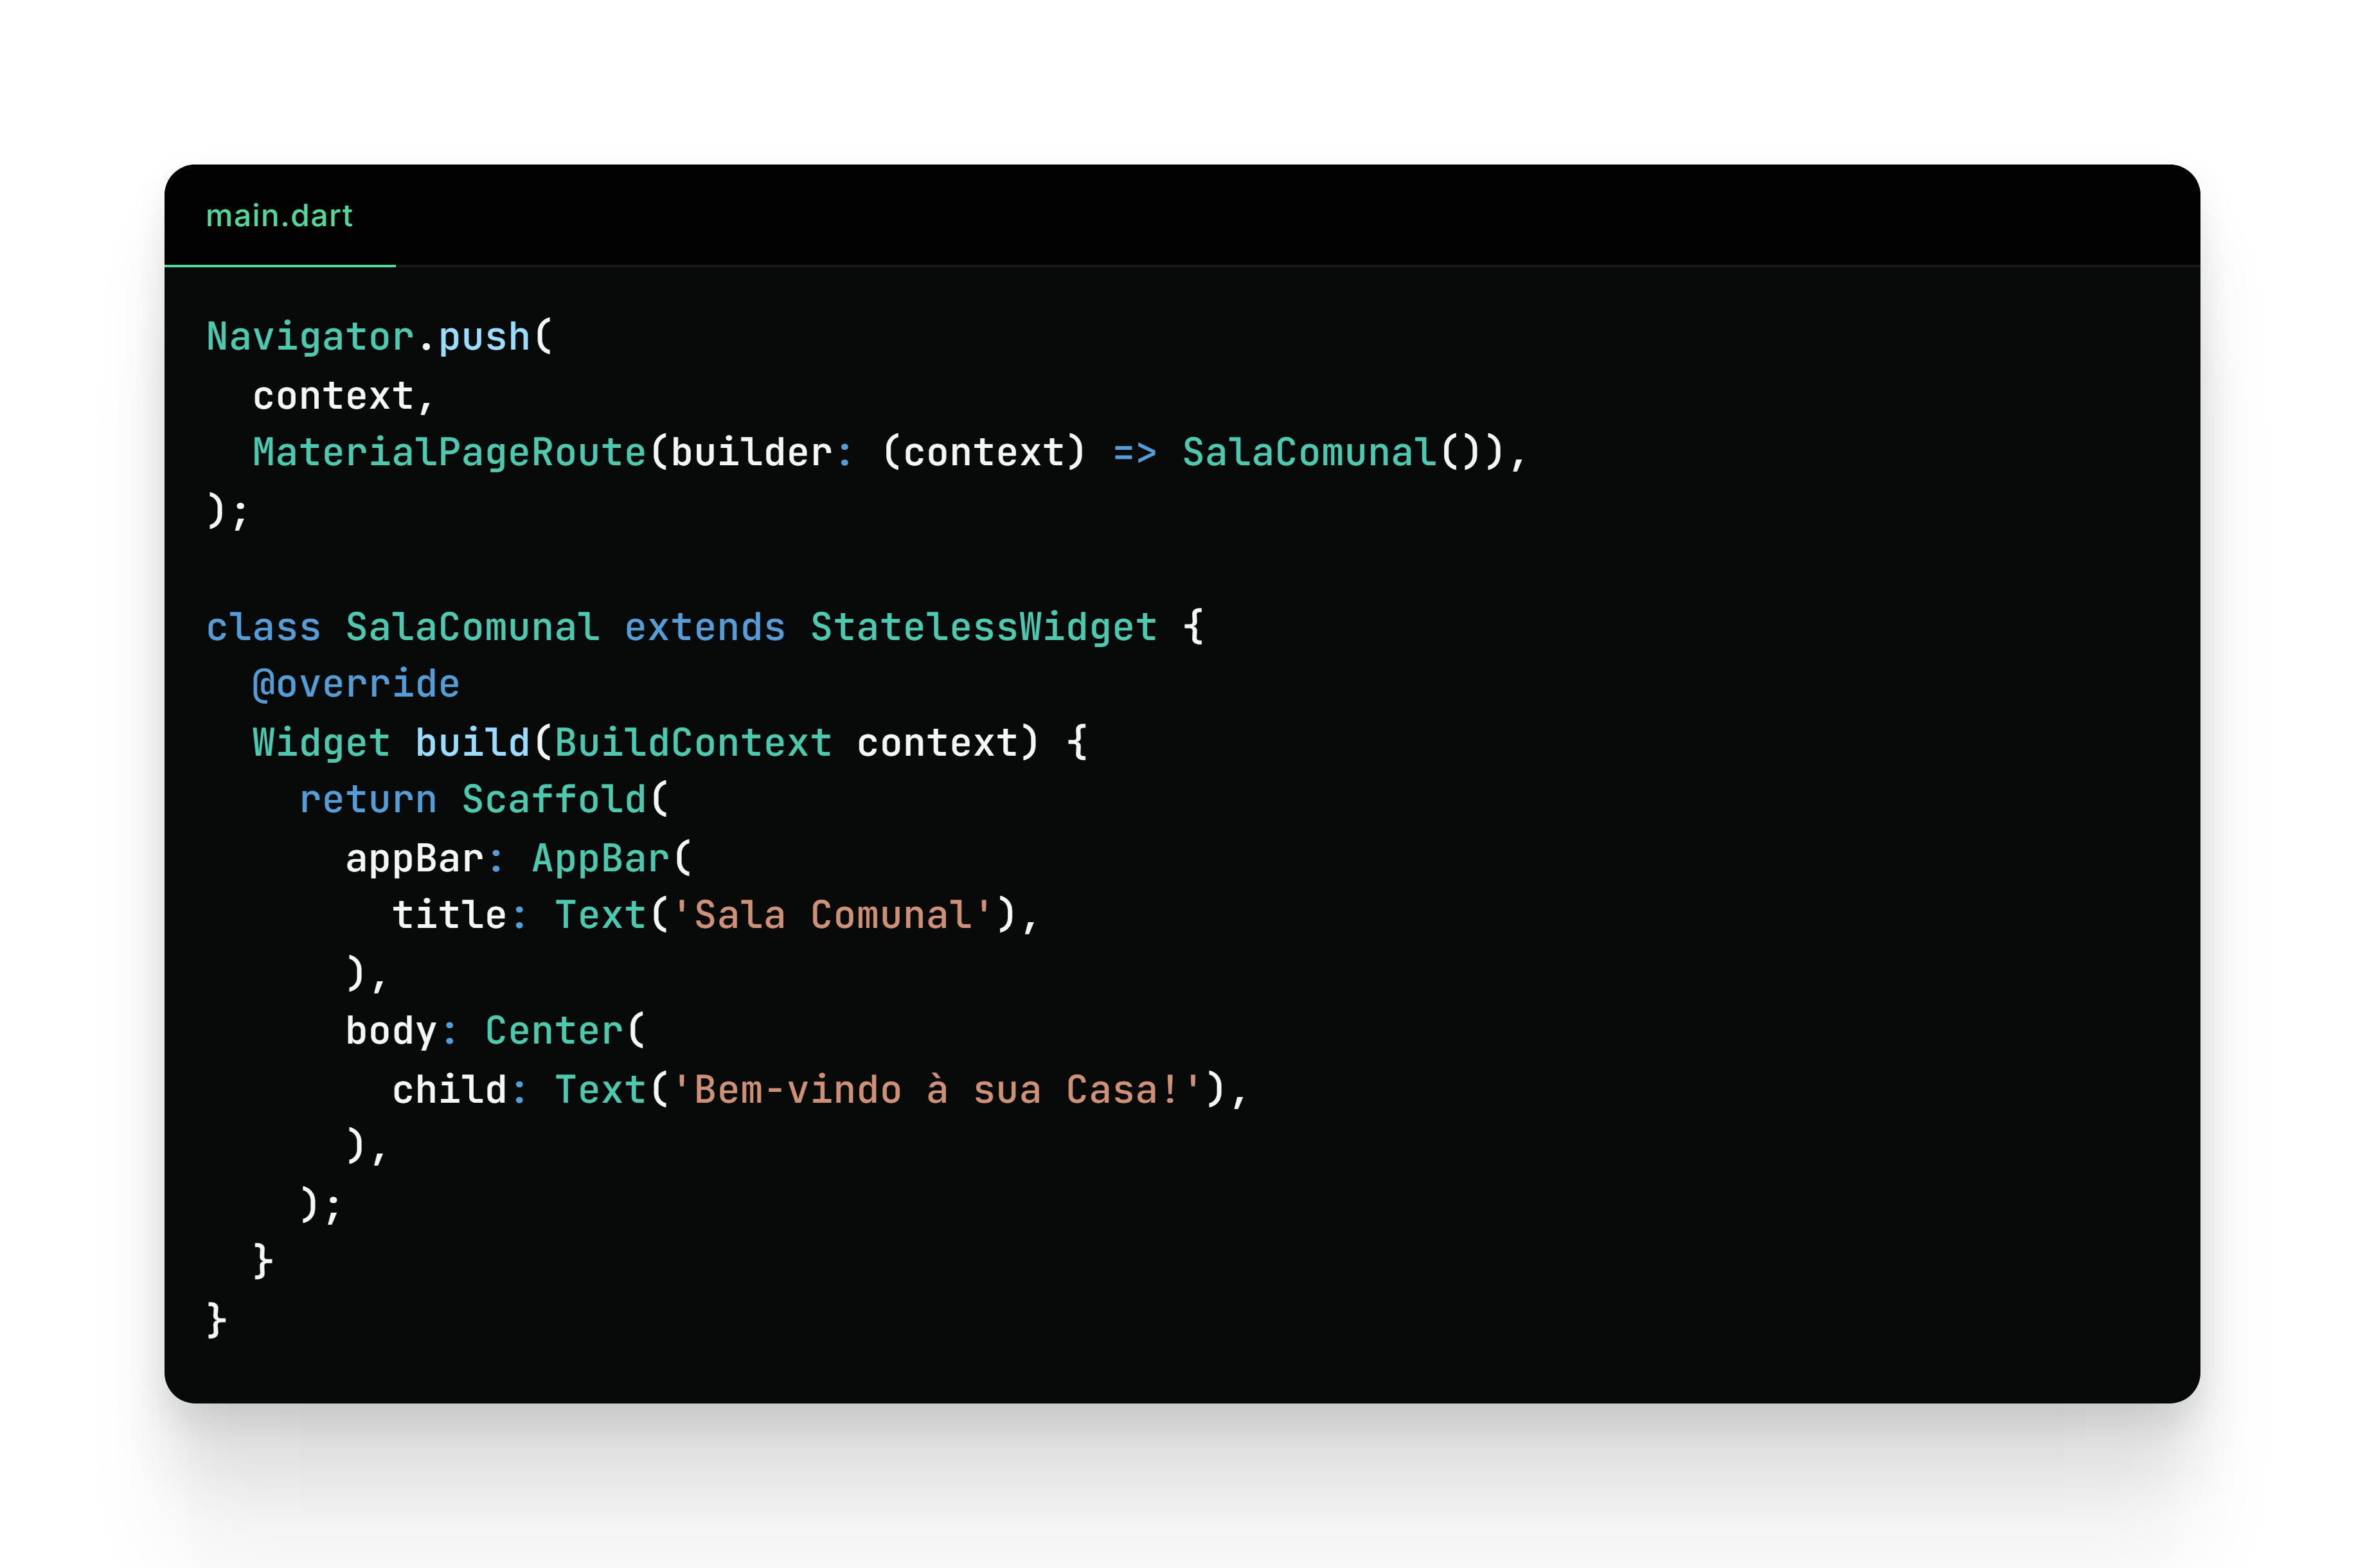 main.dart
Navigator.push(
  context,
  MaterialPageRoute(builder: (context) => SalaComunal()),
);

class SalaComunal extends StatelessWidget {
  @override
  Widget build(BuildContext context) {
    return Scaffold(
      appBar: AppBar(
        title: Text('Sala Comunal'),
      ),
      body: Center(
        child: Text('Bem-vindo à sua Casa!'),
      ),
    );
  }
}